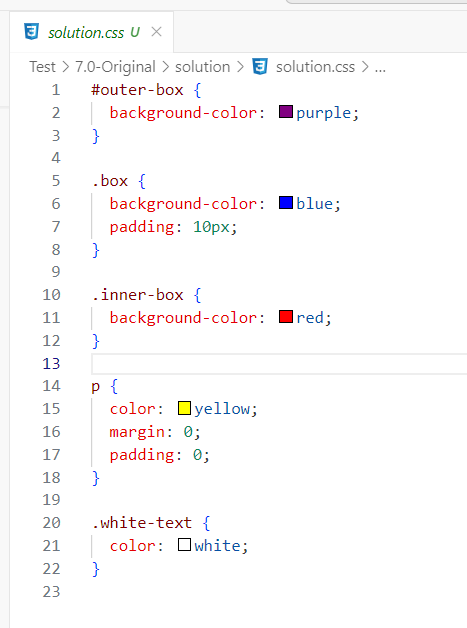 solution.css U
Test > 7.0-Original > solution > solution.css > ...
1 #outer-box {
2 background-color: purple;
3 }
4
5 .box {
6 background-color: blue;
7 padding: 10px;
8 }
9
10 .inner-box {
11 background-color: red;
12 }
13
14 p {
15 color: yellow;
16 margin: 0;
17 padding: 0;
18 }
19
20 .white-text {
21 color: white;
22 }
23